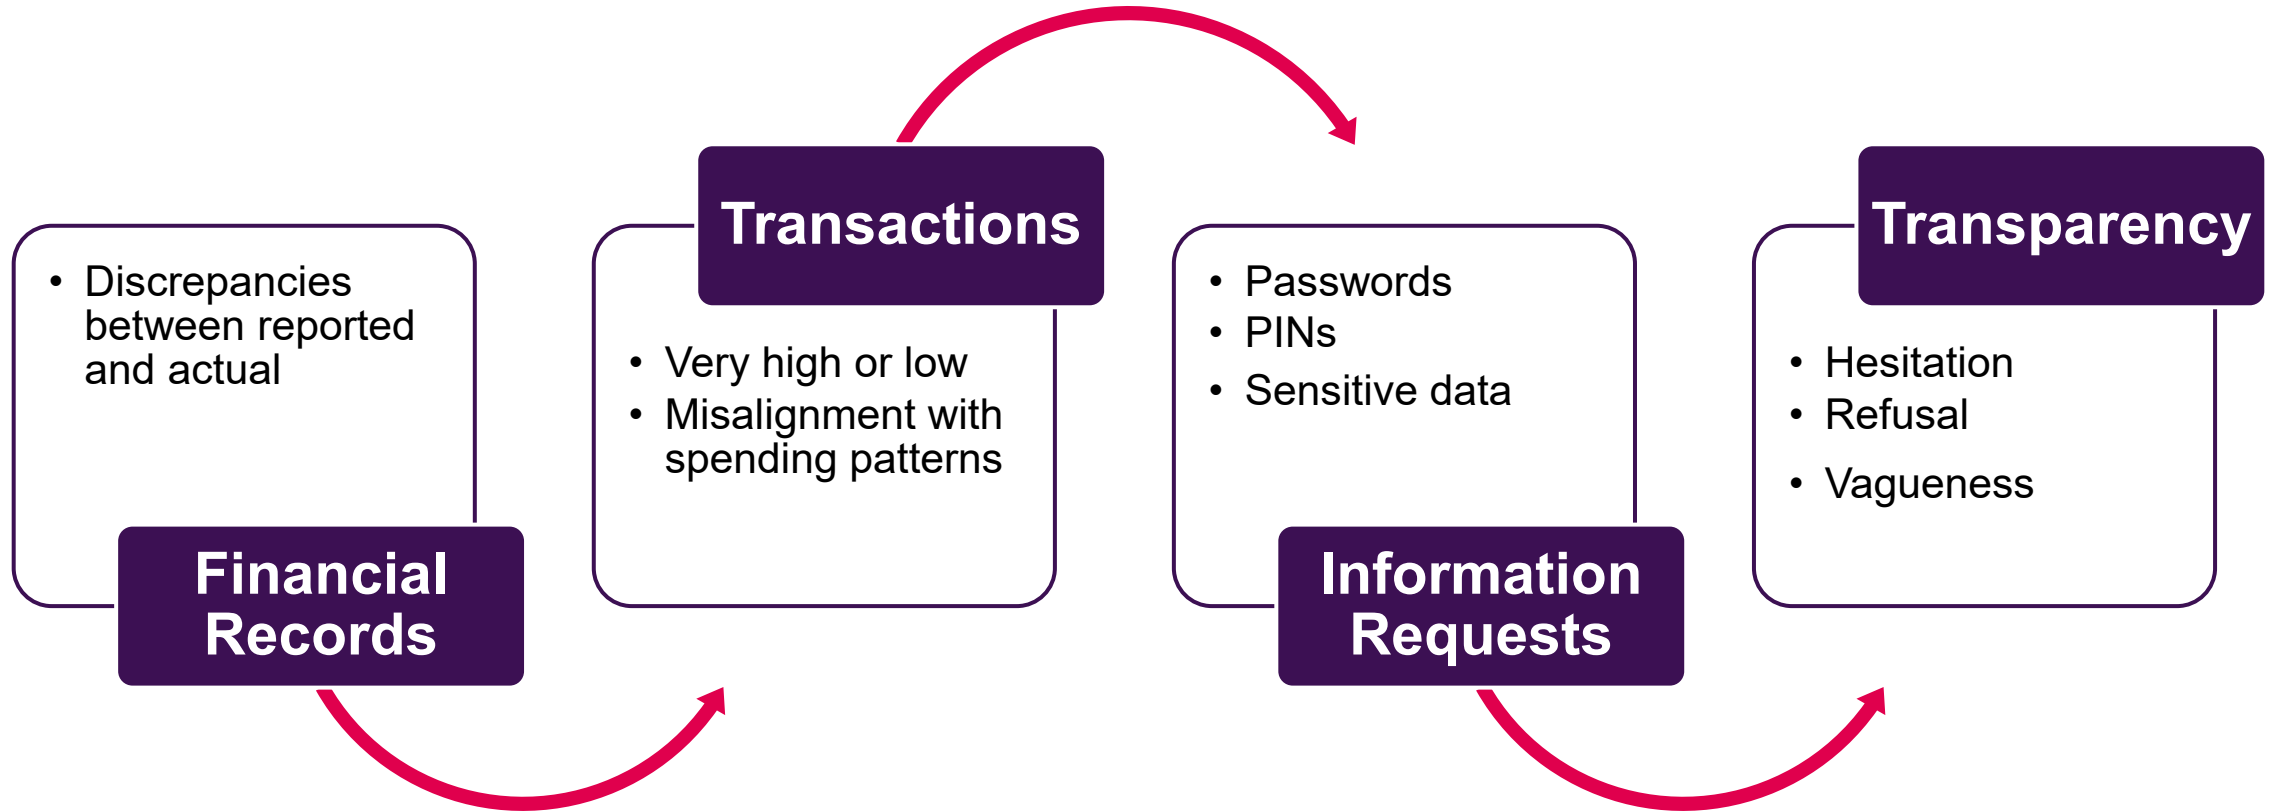 • Discrepancies
between reported
and actual
Financial
Records
Transactions
• Very high or low
• Misalignment with
spending patterns
• Passwords
• PINs
• Sensitive data
Information
Requests
Transparency
• Hesitation
• Refusal
• Vagueness